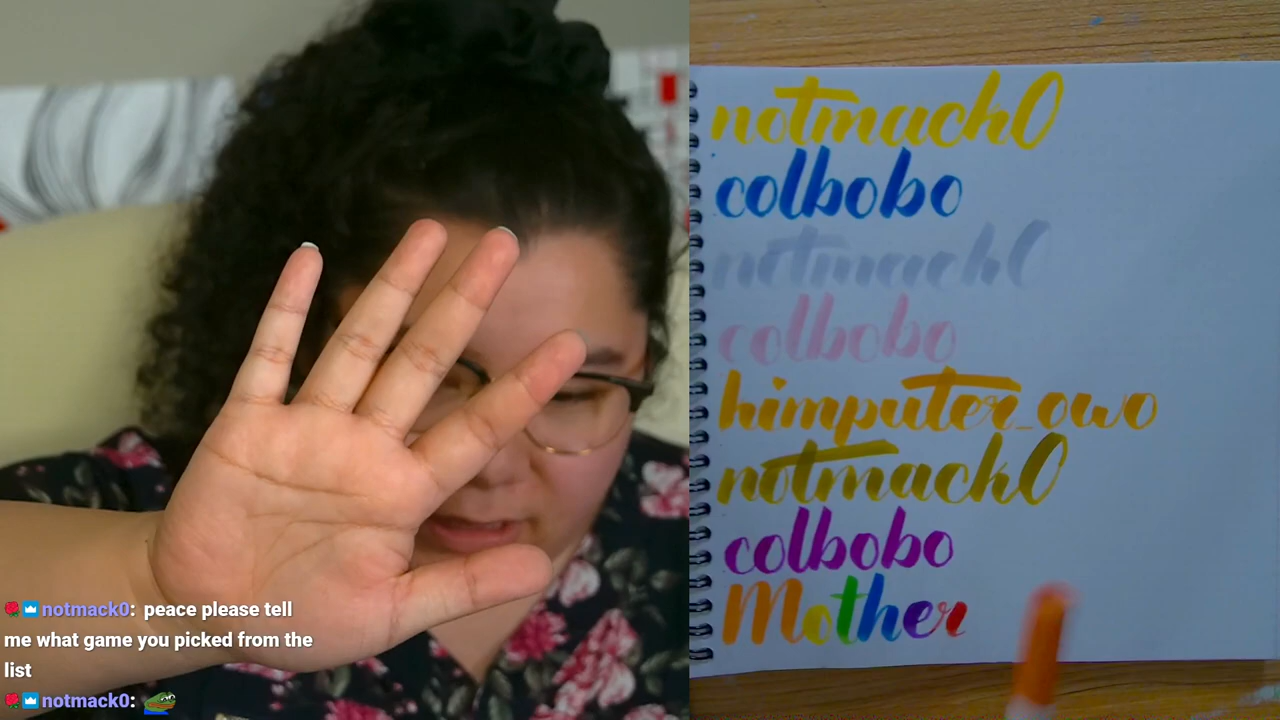 notmack0: peace please tell
me what game you picked from the
list
notmack0:
notmack0
colbobo
notmack0
colbobo
himputer_owo
notmack0
colbobo
Mother